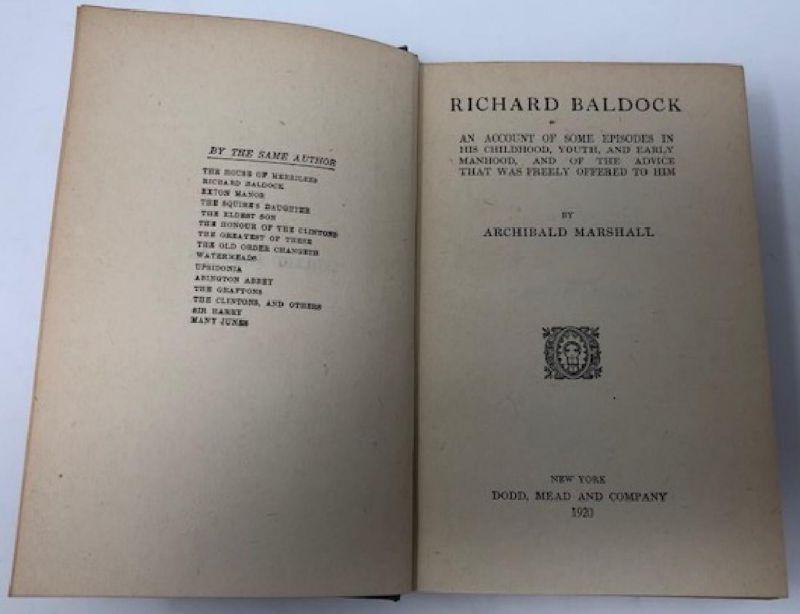 BY THE SAME AUTHOR
THE HOUSE OF MERRILEES
RICHARD BALDOCK
EXTON MANOR
THE SQUIRE'S DAUGHTER
THE ELDEST SON
THE HONOUR OF THE CLINTONS
THE GREATEST OF THESE
THE OLD ORDER CHANGETH
WATERMEADS
UPSIDONIA
ABINGTON ABBEY
THE GRAFTONS
THE CLINTONS, AND OTHERS
SIR HARRY
MANY JUNES
RICHARD BALDOCK
AN ACCOUNT OF SOME EPISODES IN
HIS CHILDHOOD, YOUTH, AND EARLY
MANHOOD, AND OF THE ADVICE
THAT WAS FREELY OFFERED TO HIM
BY
ARCHIBALD MARSHALL
NEW YORK
DODD, MEAD AND COMPANY
1920